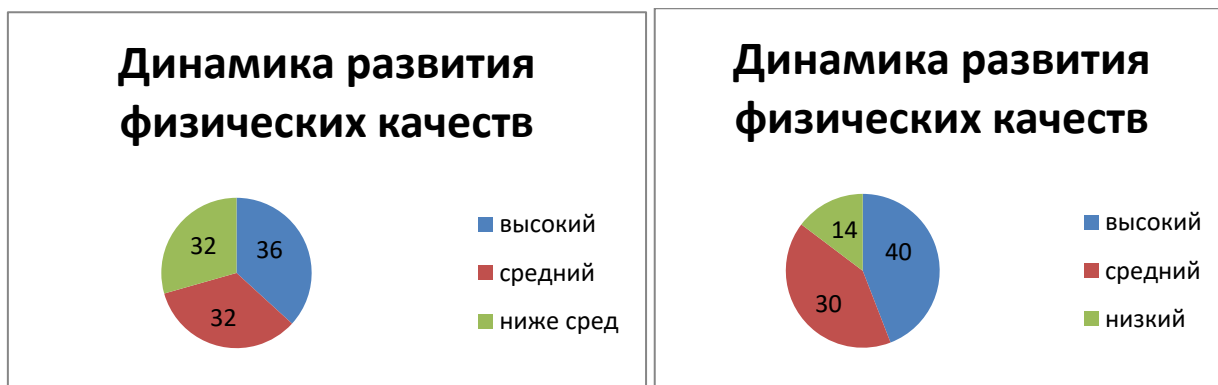 Динамика развития
физических качеств
32
36
32
высокий
средний
ниже сред
Динамика развития
физических качеств
14
40
30
высокий
средний
низкий